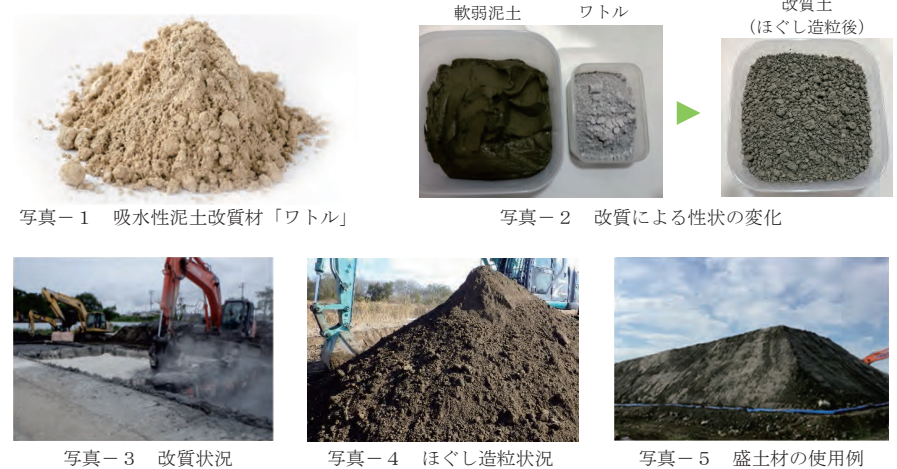 軟弱泥土 ワトル
改質土
（ほぐし造粒後）
写真－１ 吸水性泥土改質材「ワトル」
写真－２ 改質による性状の変化
写真－３ 改質状況
写真－４ ほぐし造粒状況
写真－５ 盛土材の使用例